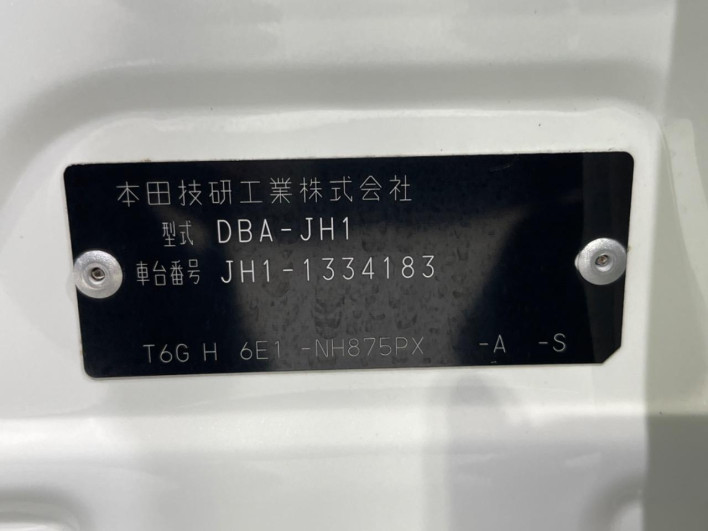 本田技研工業株式会社
型式 DBA-JH1
車台番号 JH1-1334183
T6G H 6E1 -NH875PX -A -S